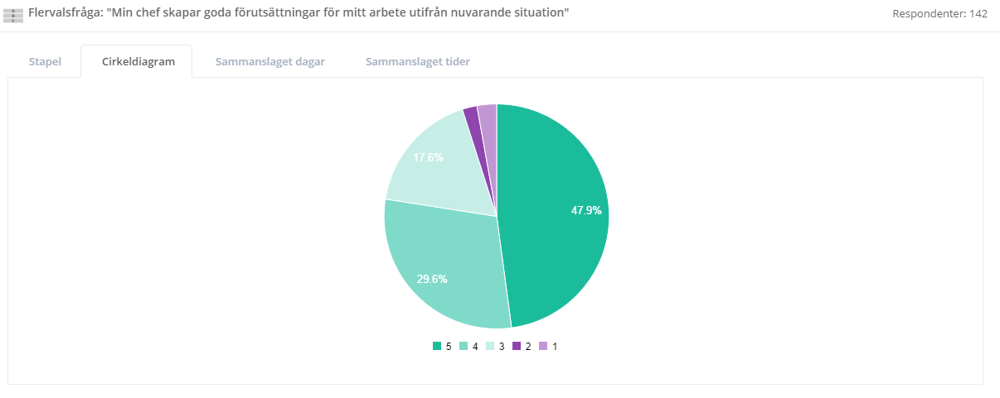 Flervalsfråga: "Min chef skapar goda förutsättningar för mitt arbete utifrån nuvarande situation"
Respondenter: 142
Stapel Cirkeldiagram Sammanslaget dagar Sammanslaget tider
17.6%
47.9%
29.6%
5 4 3 2 1